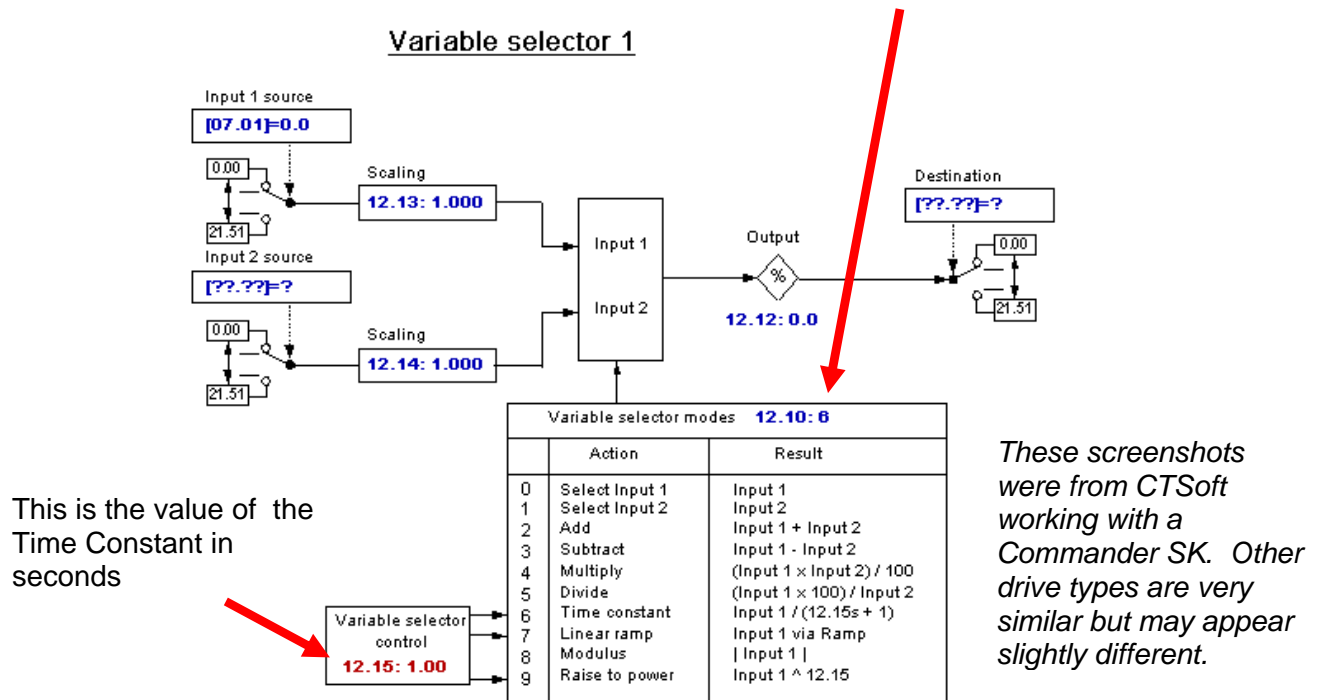 Variable selector 1
Input 1 source
[07.01]=0.0
0.00
21.51
Scaling
12.13: 1.000
Input 2 source
[??.??]=?
0.00
21.51
Scaling
12.14: 1.000
Input 1
Input 2
Output
%
12.12: 0.0
Destination
[??.??]=?
0.00
21.51
Variable selector modes 12.10: 6
Action Result
0 Select Input 1 Input 1
1 Select Input 2 Input 2
2 Add Input 1 + Input 2
3 Subtract Input 1 - Input 2
4 Multiply (Input 1 x Input 2) / 100
5 Divide (Input 1 x 100) / Input 2
6 Time constant Input 1 / (12.15s + 1)
7 Linear ramp Input 1 via Ramp
8 Modulus | Input 1 |
9 Raise to power Input 1 ^ 12.15
Variable selector
control
12.15: 1.00
This is the value of the
Time Constant in
seconds
These screenshots
were from CTSoft
working with a
Commander SK. Other
drive types are very
similar but may appear
slightly different.